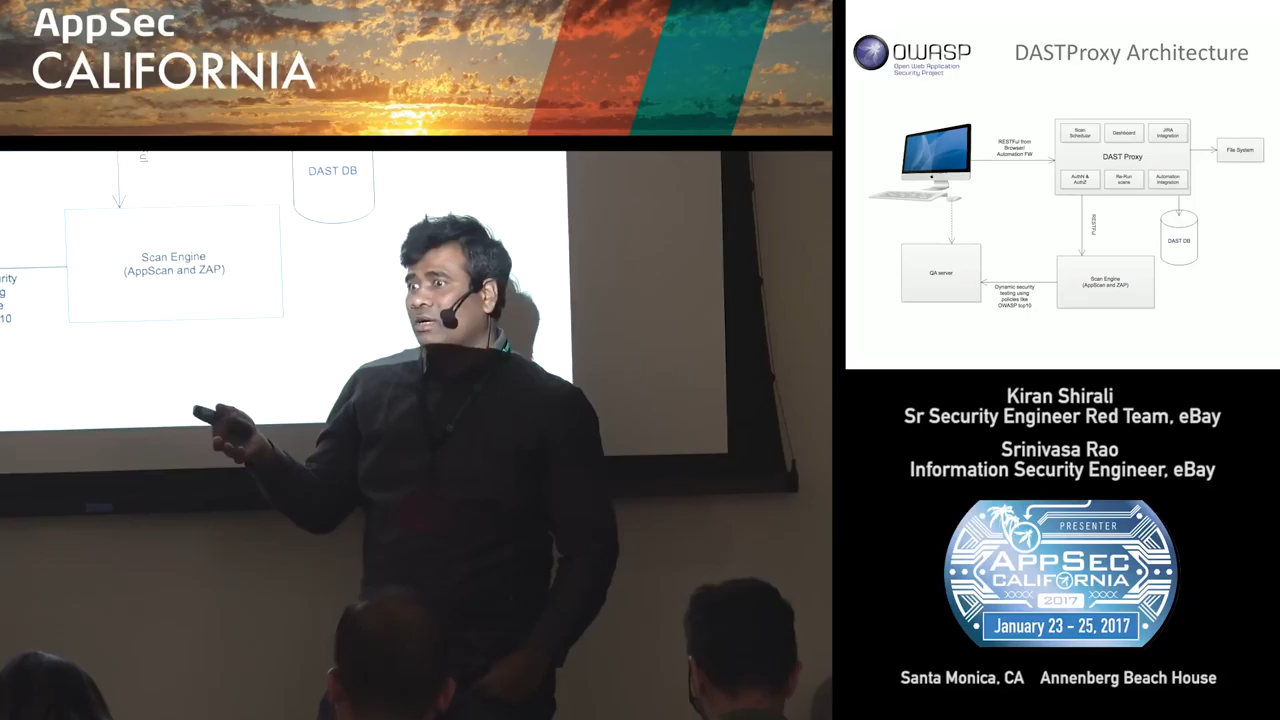 AppSec
CALIFORNIA
DAST DB
Scan Engine
(AppScan and ZAP)
10
OWASP
Open Web Application
Security Project
DASTProxy Architecture
RESTful from
Browser/
Automation FW
Scan
Schedular
Dashboard
JIRA
Integration
DAST Proxy
AuthN &
AuthZ
Re-Run
scans
Automation
Integration
File System
RESTful
DAST DB
QA server
Dynamic security
testing using
policies like
OWASP top10
Scan Engine
(AppScan and ZAP)
Kiran Shirali
Sr Security Engineer Red Team, eBay
Srinivasa Rao
Information Security Engineer, eBay
PRESENTER
APPSEC
CALIFORNIA
2017
January 23 - 25, 2017
Santa Monica, CA Annenberg Beach House